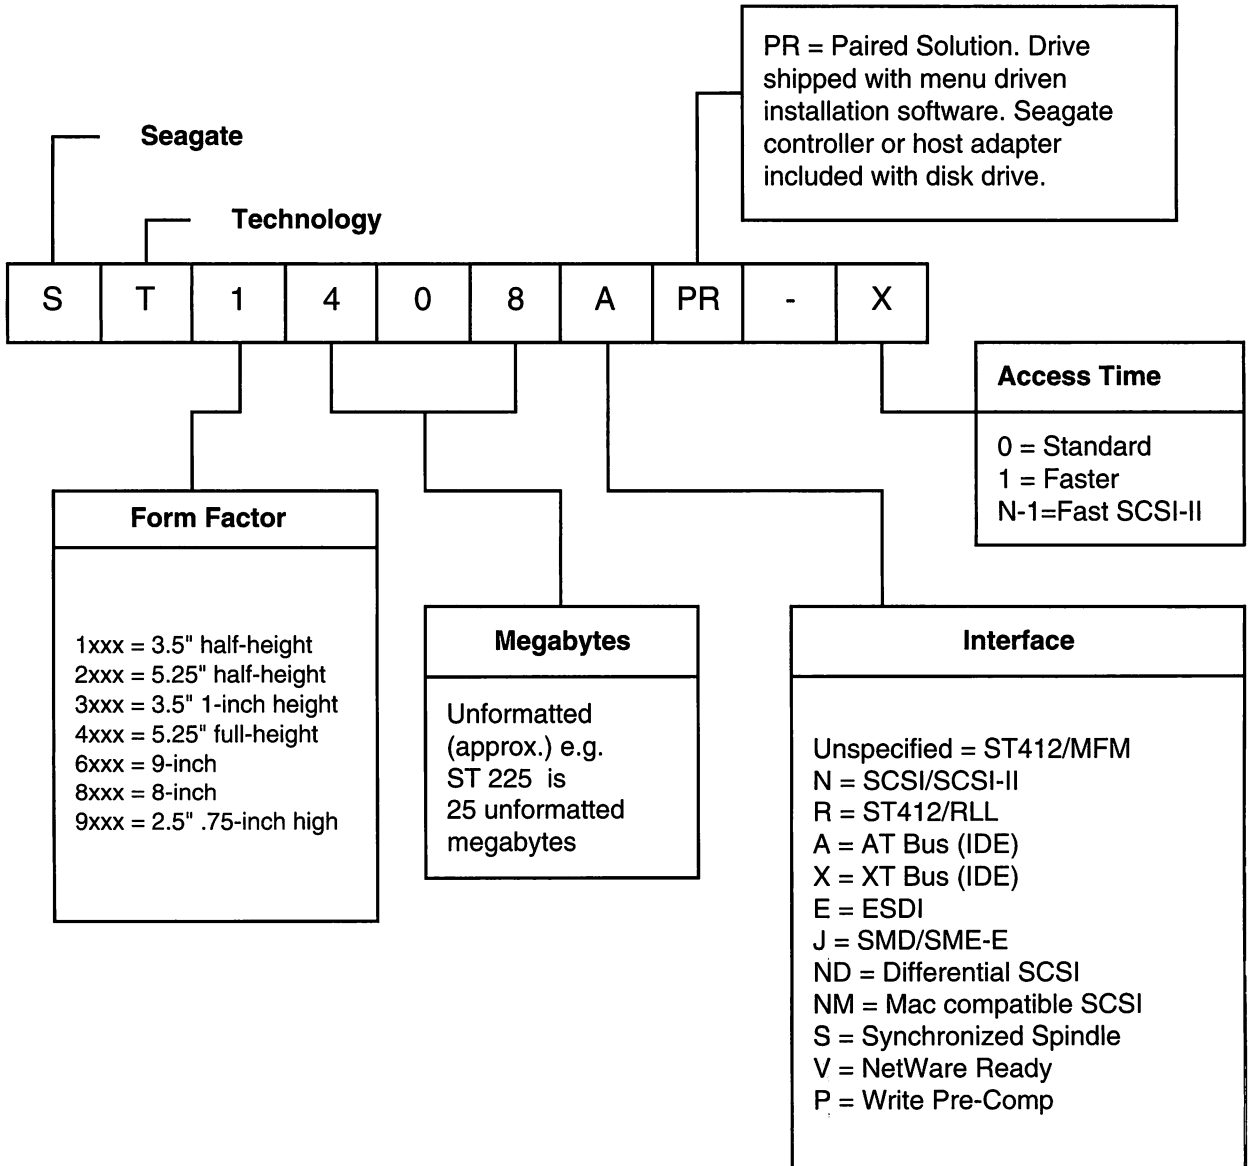 PR = Paired Solution. Drive
shipped with menu driven
installation software. Seagate
controller or host adapter
included with disk drive.
Seagate
Technology
S T 1 4 0 8 A PR - X
Access Time
0 = Standard
1 = Faster
N-1=Fast SCSI-II
Form Factor
1xxx = 3.5" half-height
2xxx = 5.25" half-height
3xxx = 3.5" 1-inch height
4xxx = 5.25" full-height
6xxx = 9-inch
8xxx = 8-inch
9xxx = 2.5" .75-inch high
Megabytes
Unformatted
(approx.) e.g.
ST 225 is
25 unformatted
megabytes
Interface
Unspecified = ST412/MFM
N = SCSI/SCSI-II
R = ST412/RLL
A = AT Bus (IDE)
X = XT Bus (IDE)
E = ESDI
J = SMD/SME-E
ND = Differential SCSI
NM = Mac compatible SCSI
S = Synchronized Spindle
V = NetWare Ready
P = Write Pre-Comp